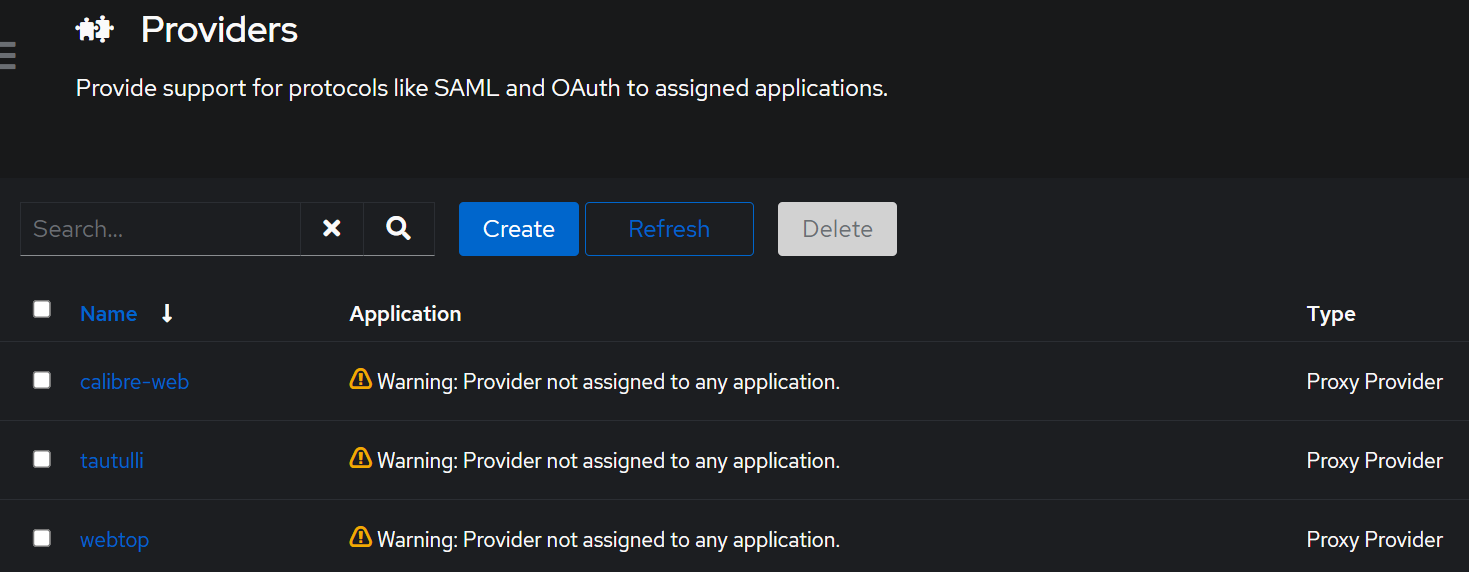 Providers
Provide support for protocols like SAML and OAuth to assigned applications.
Search... Create Refresh Delete
Name Application Type
calibre-web Warning: Provider not assigned to any application. Proxy Provider
tautulli Warning: Provider not assigned to any application. Proxy Provider
webtop Warning: Provider not assigned to any application. Proxy Provider